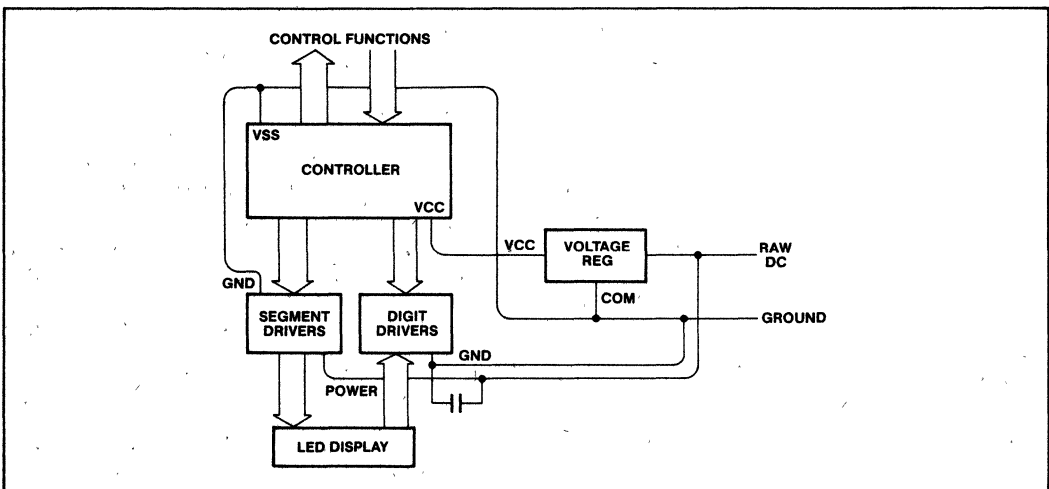 CONTROL FUNCTIONS
VSS
CONTROLLER
VCC
VCC
VOLTAGE
REG
RAW
DC
COM
GROUND
GND
SEGMENT
DRIVERS
DIGIT
DRIVERS
GND
POWER
LED DISPLAY